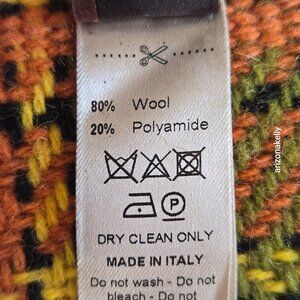 80% Wool
20% Polyamide
P
DRY CLEAN ONLY
MADE IN ITALY
Do not wash - Do not
bleach - Do not
arizonakelly